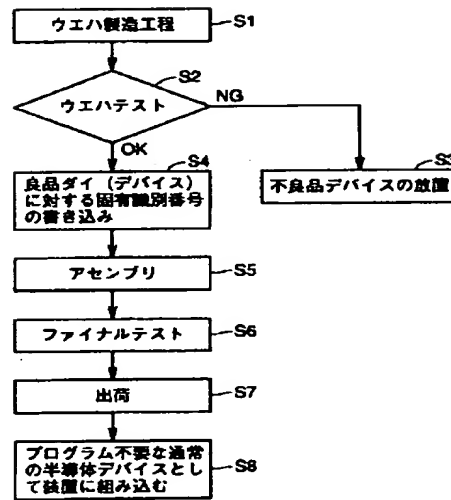 ウエハ製造工程
S1
S2
ウエハテスト
NG
OK
S4
良品ダイ（デバイス）
に対する固有識別番号
の書き込み
S3
不良品デバイスの放置
アセンブリ
S5
ファイナルテスト
S6
出荷
S7
プログラム不要な通常
の半導体デバイスとして
装置に組み込む
S8